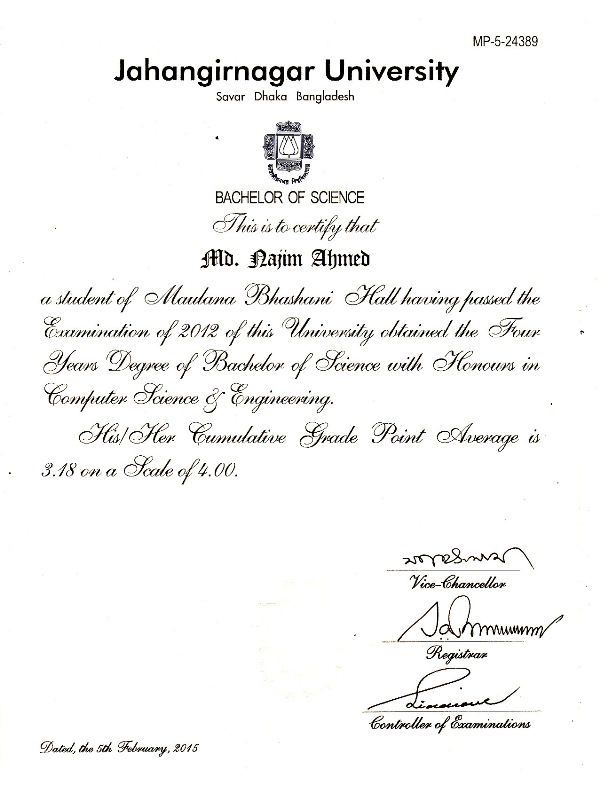 MP-5-24389
Jahangirnagar University
Savar Dhaka Bangladesh
BACHELOR OF SCIENCE
This is to certify that
Md. Najim Ahmed
a student of Maulana Bhashani Hall having passed the
Examination of 2012 of this University obtained the Four
Years Degree of Bachelor of Science with Honours in
Computer Science & Engineering.
His/Her Cumulative Grade Point Average is
3.18 on a Scale of 4.00.
Vice-Chancellor
Registrar
Controller of Examinations
Dated, the 5th February, 2015